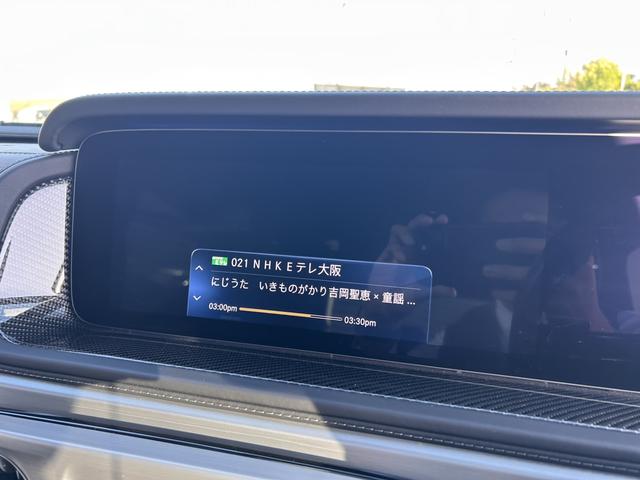 021 NHKEテレ大阪
にじうた　いきものがかり吉岡聖恵×童謡 ...
03:00pm
03:30pm